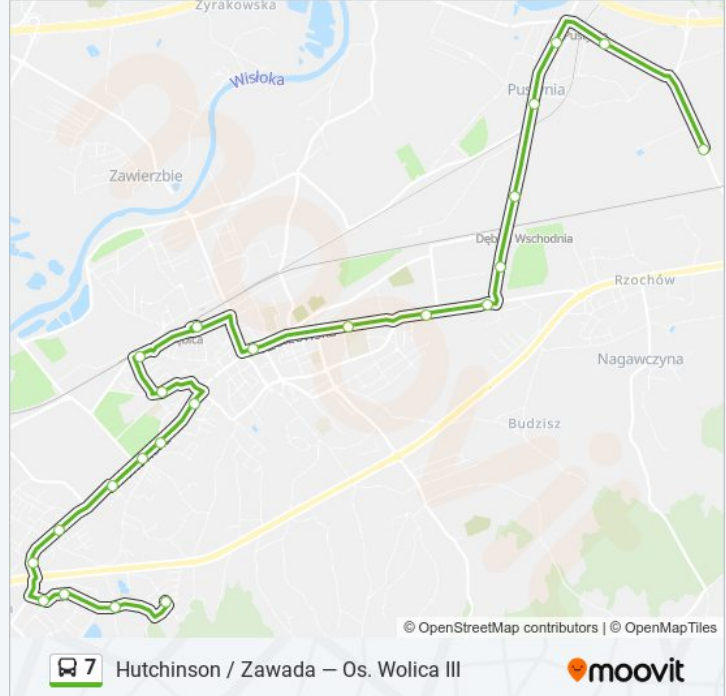 Żyrakowska
Wisłoka
Pustynia
Zawierzbie
Dęb Wschodnia
Rzochów
Nagawczyna
Budzisz
© OpenStreetMap contributors | © OpenMapTiles
7 Hutchinson / Zawada — Os. Wolica III
moovit